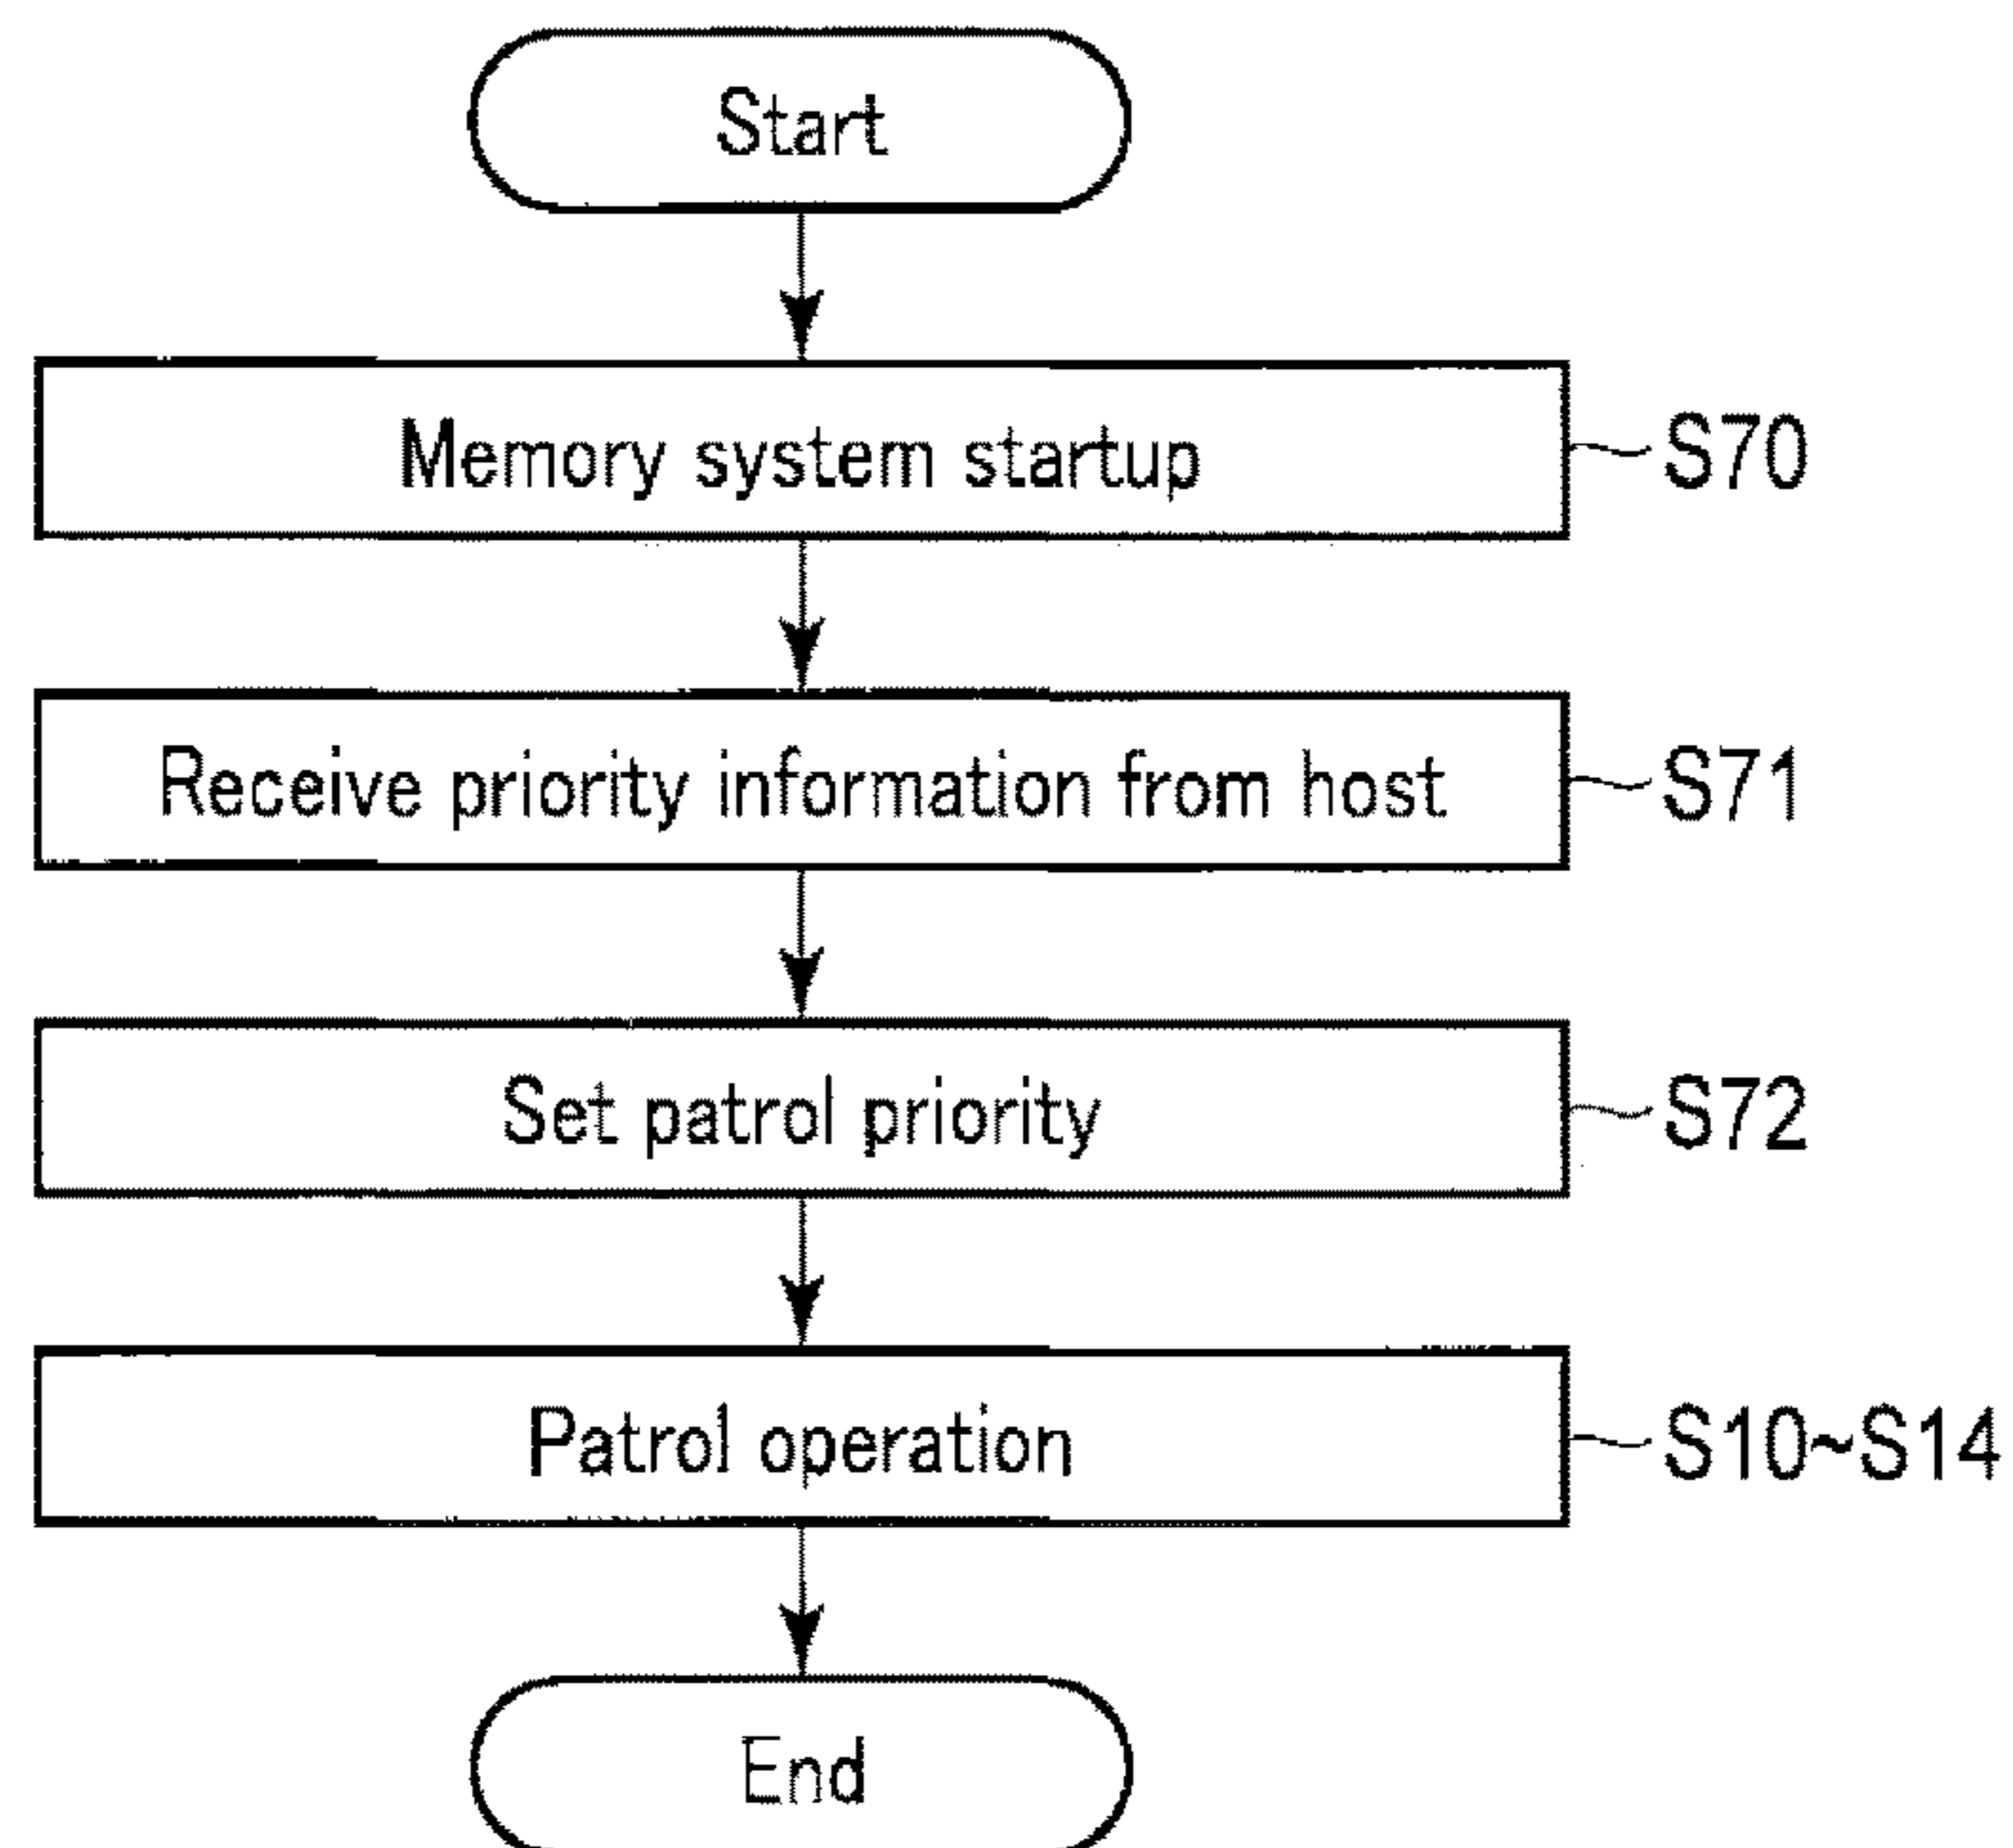 Start
Memory system startup S70
Receive priority information from host S71
Set patrol priority S72
Patrol operation S10~S14
End